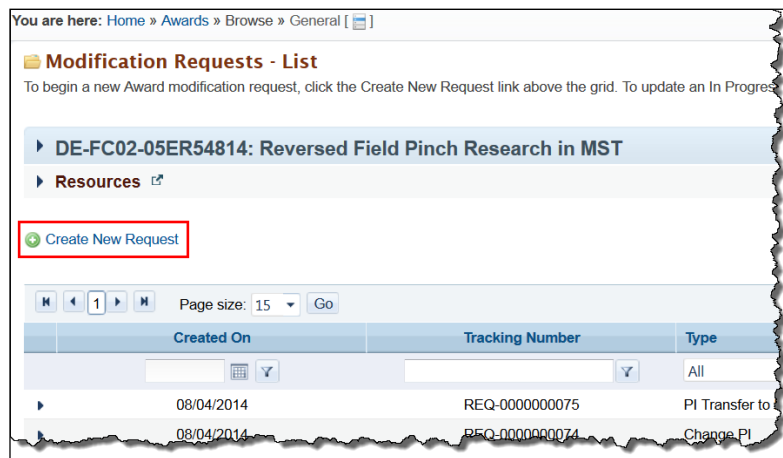 You are here: Home » Awards » Browse » General [ ]
Modification Requests - List
To begin a new Award modification request, click the Create New Request link above the grid. To update an In Progres
DE-FC02-05ER54814: Reversed Field Pinch Research in MST
Resources
Create New Request
1 Page size: 15 Go
Created On Tracking Number Type
All
08/04/2014 REQ-0000000075 PI Transfer to
08/04/2014 REQ-0000000074 Change PI